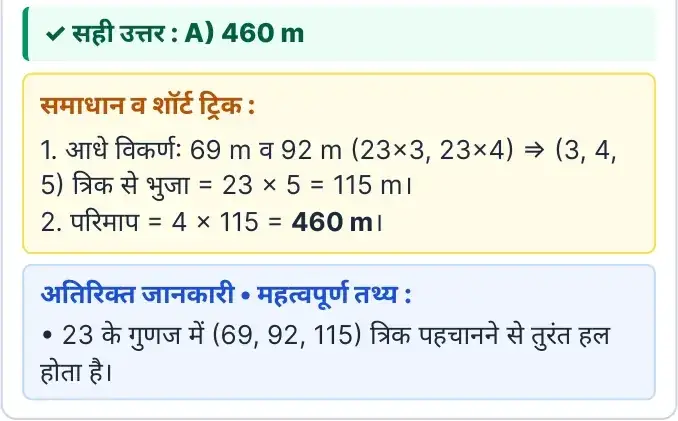 ✓ सही उत्तर : A) 460 m
समाधान व शॉर्ट ट्रिक :
1. आधे विकर्णः 69 m व 92 m (23×3, 23×4) ⇒ (3, 4,
5) त्रिक से भुजा = 23 × 5 = 115 m।
2. परिमाप = 4 × 115 = 460 m।
अतिरिक्त जानकारी • महत्वपूर्ण तथ्य :
• 23 के गुणज में (69, 92, 115) त्रिक पहचानने से तुरंत हल
होता है।